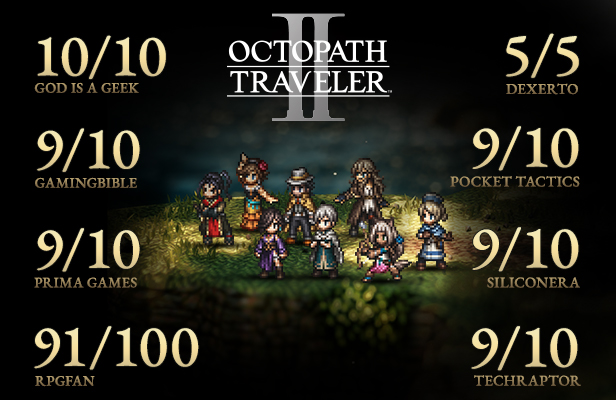 10/10
GOD IS A GEEK
II
OCTOPATH
TRAVELER™
5/5
DEXERTO
9/10
GAMINGBIBLE
9/10
POCKET TACTICS
9/10
PRIMA GAMES
9/10
SILICONERA
91/100
RPGFAN
9/10
TECHRAPTOR